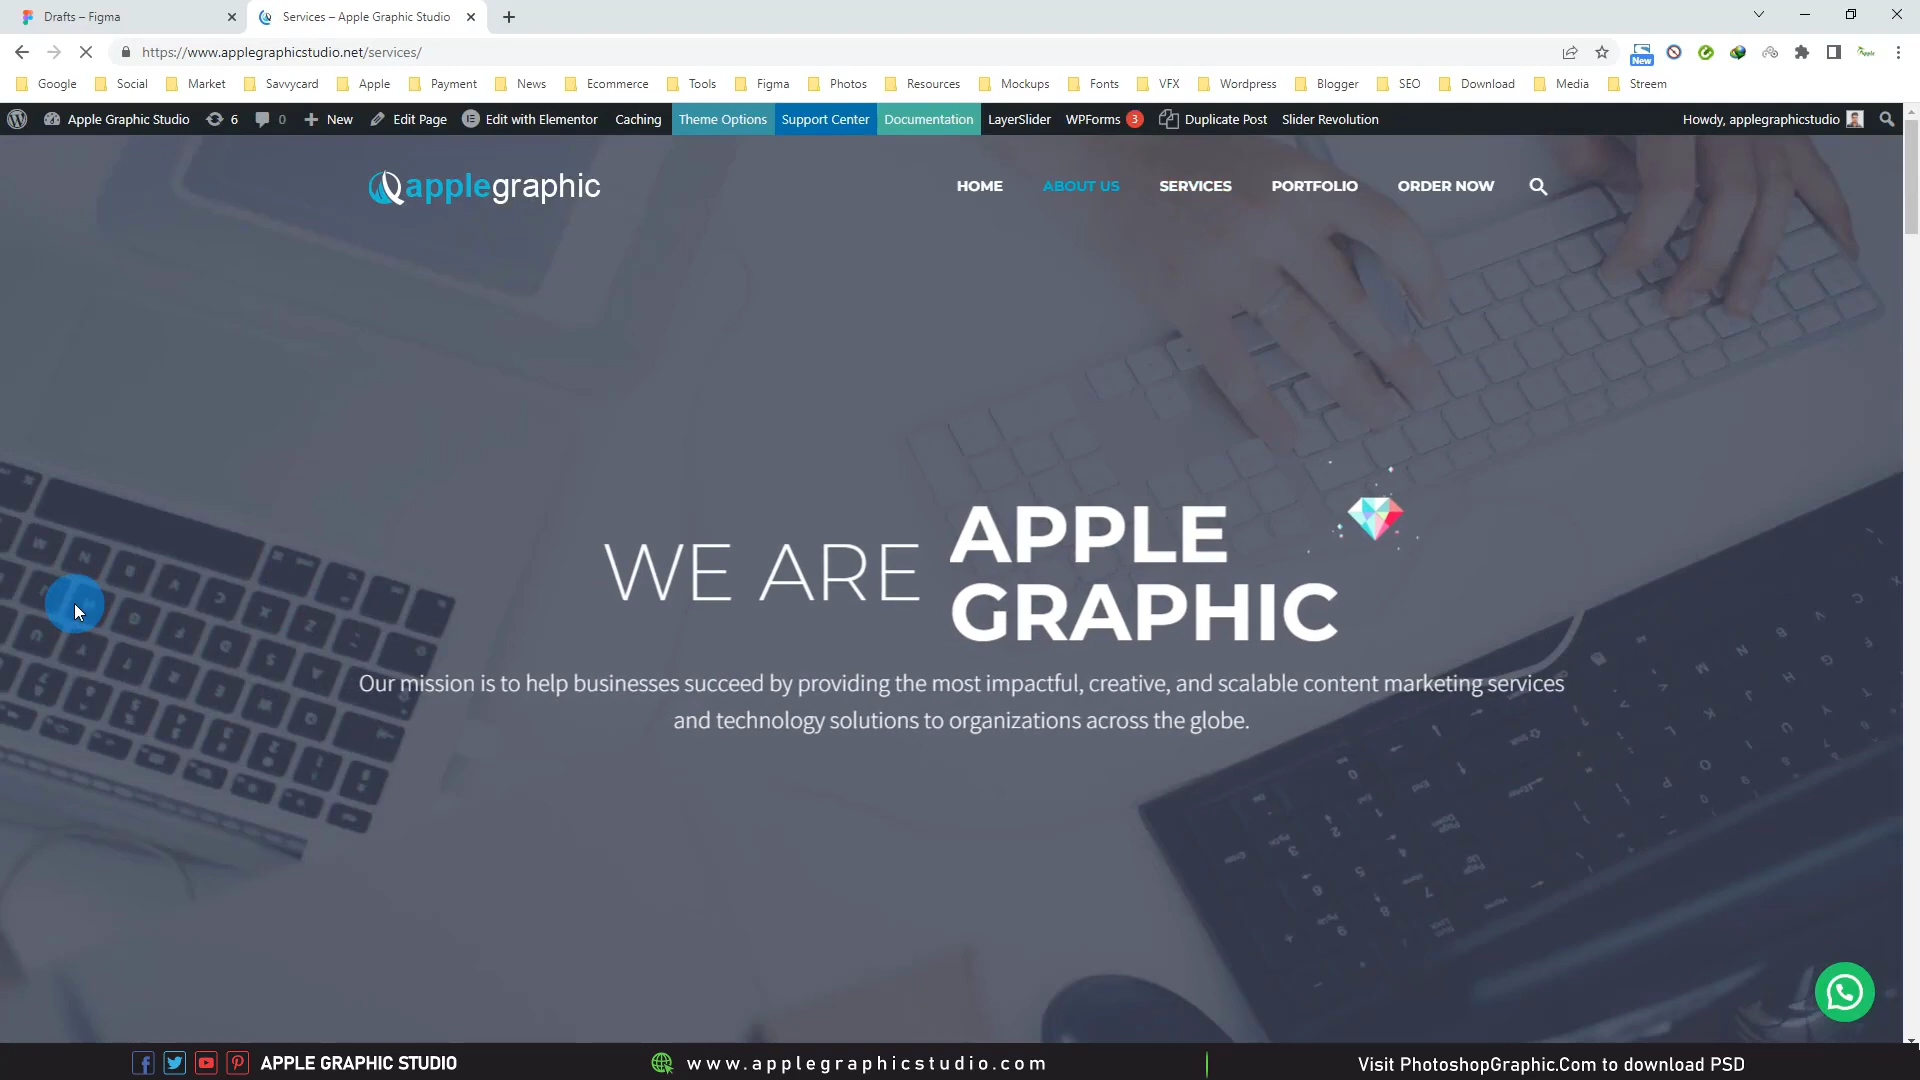 Drafts – Figma
Services – Apple Graphic Studio
https://www.applegraphicstudio.net/services/
New
Google Social Market Savvycard Apple Payment News Ecommerce Tools Figma Photos Resources Mockups Fonts VFX Wordpress Blogger SEO Download Media Streem
Apple Graphic Studio 6 0 New Edit Page Edit with Elementor Caching Theme Options Support Center Documentation LayerSlider WPForms 3 Duplicate Post Slider Revolution Howdy, applegraphicstudio
applegraphic
HOME ABOUT US SERVICES PORTFOLIO ORDER NOW
WE ARE APPLE
GRAPHIC
Our mission is to help businesses succeed by providing the most impactful, creative, and scalable content marketing services
and technology solutions to organizations across the globe.
APPLE GRAPHIC STUDIO
www.applegraphicstudio.com
Visit PhotoshopGraphic.Com to download PSD